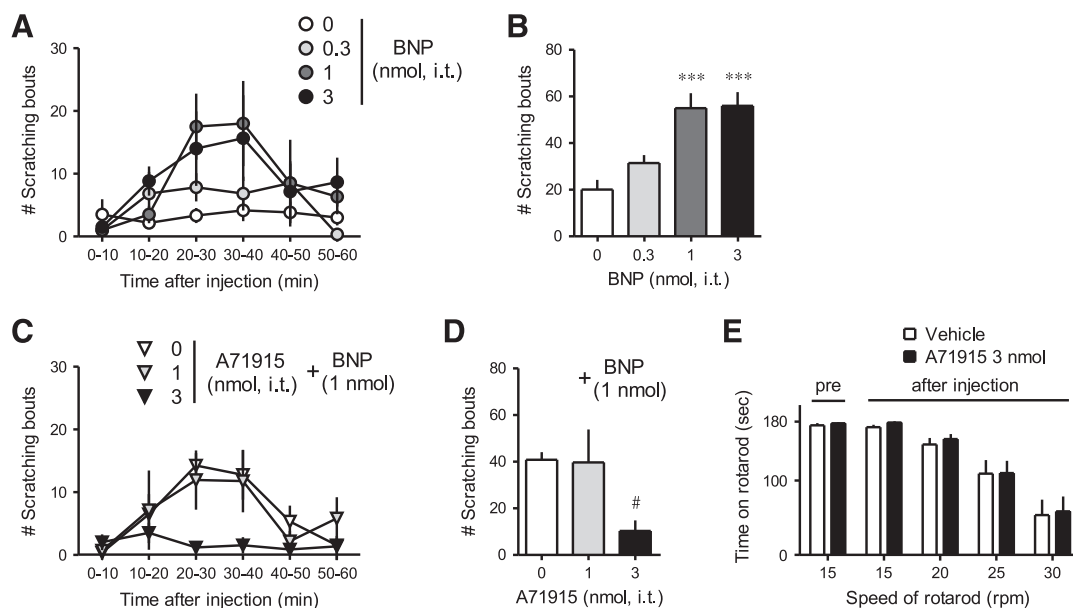 A
0
0.3
1
3
BNP
(nmol, i.t.)
# Scratching bouts
30
20
10
0
0-10 10-20 20-30 30-40 40-50 50-60
Time after injection (min)
B
# Scratching bouts
80
60
40
20
0
*** ***
0 0.3 1 3
BNP (nmol, i.t.)
C
0
1
3
A71915
(nmol, i.t.)
+ BNP
(1 nmol)
# Scratching bouts
30
20
10
0
0-10 10-20 20-30 30-40 40-50 50-60
Time after injection (min)
D
+ BNP
(1 nmol)
# Scratching bouts
80
60
40
20
0
#
0 1 3
A71915 (nmol, i.t.)
E
Vehicle
A71915 3 nmol
pre after injection
Time on rotarod (sec)
180
100
0
15 15 20 25 30
Speed of rotarod (rpm)